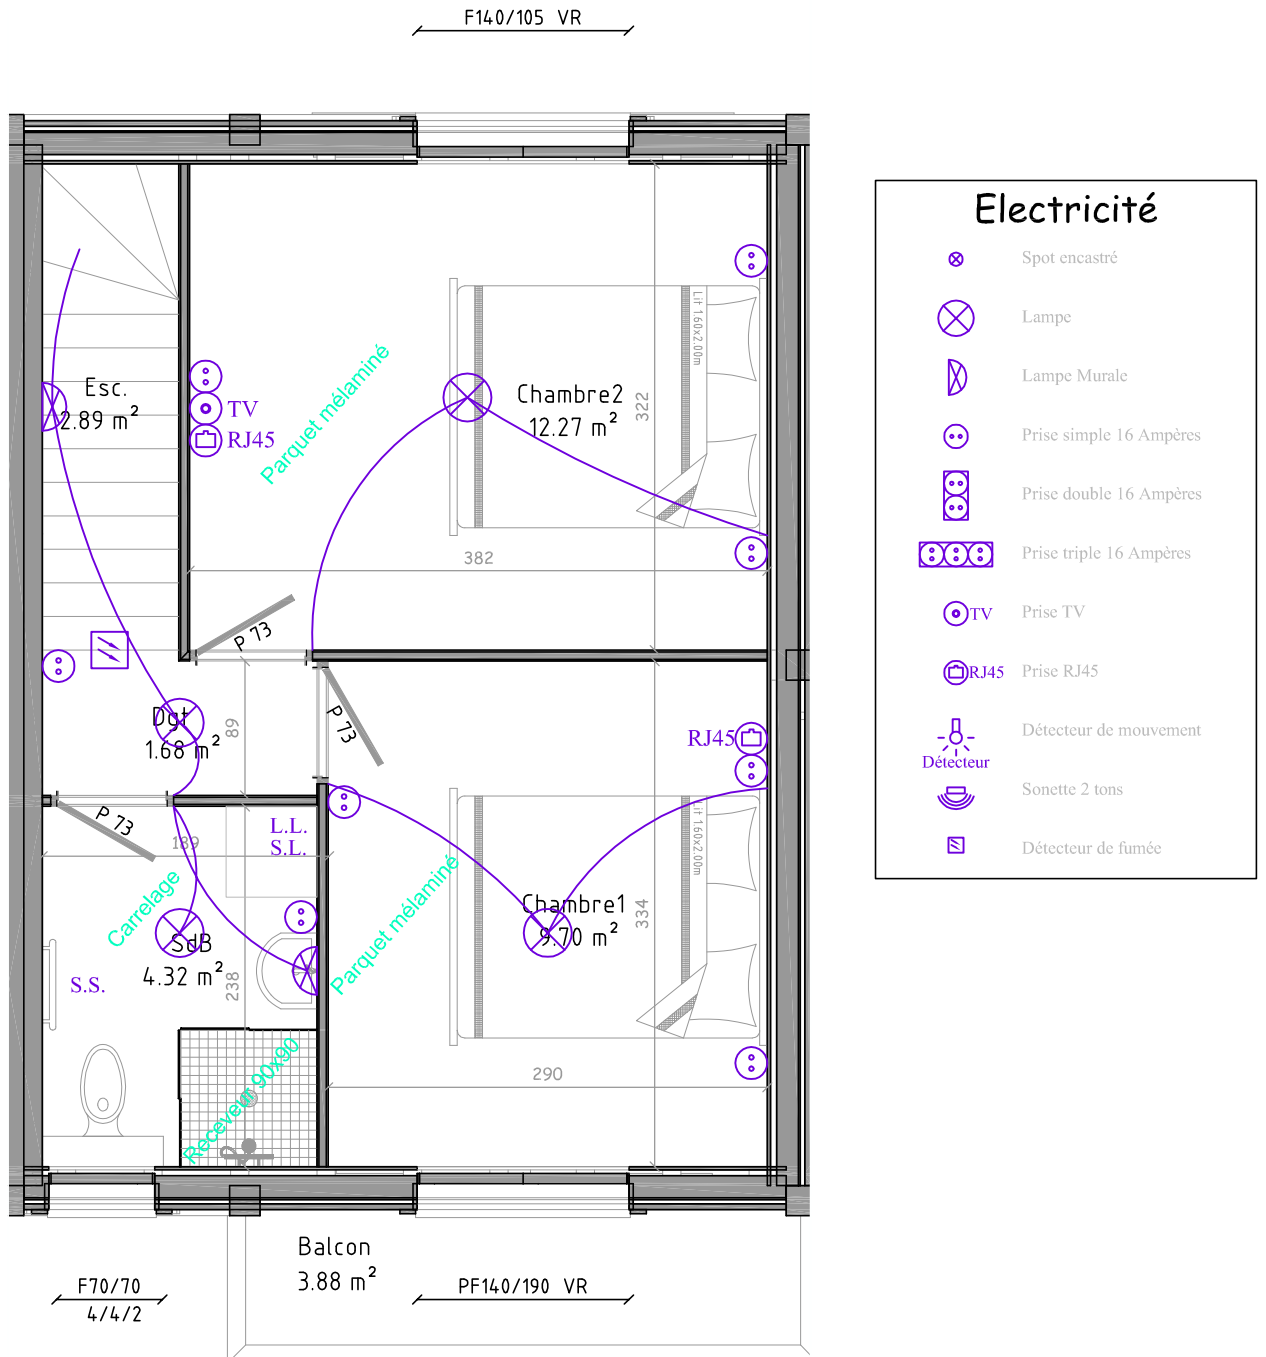 F140/105 VR
Electricité
Spot encastré
Lampe
Lampe Murale
Prise simple 16 Ampères
Prise double 16 Ampères
Prise triple 16 Ampères
TV
Prise TV
RJ45
Prise RJ45
Détecteur
Détecteur de mouvement
Sonette 2 tons
Détecteur de fumée
Esc.
2.89 m²
TV
RJ45
Parquet mélaminé
Chambre2
12.27 m²
Lit 160x2.00m
322
382
P 73
P 73
Dgt
1.68 m²
89
RJ45
P 73
189
L.L.
S.L.
Carrelage
Parquet mélaminé
Lit 160x2.00m
Chambre1
9.70 m²
334
SdB
4.32 m²
238
S.S.
Receveur 90x90
290
Balcon
3.88 m²
F70/70
4/4/2
PF140/190 VR